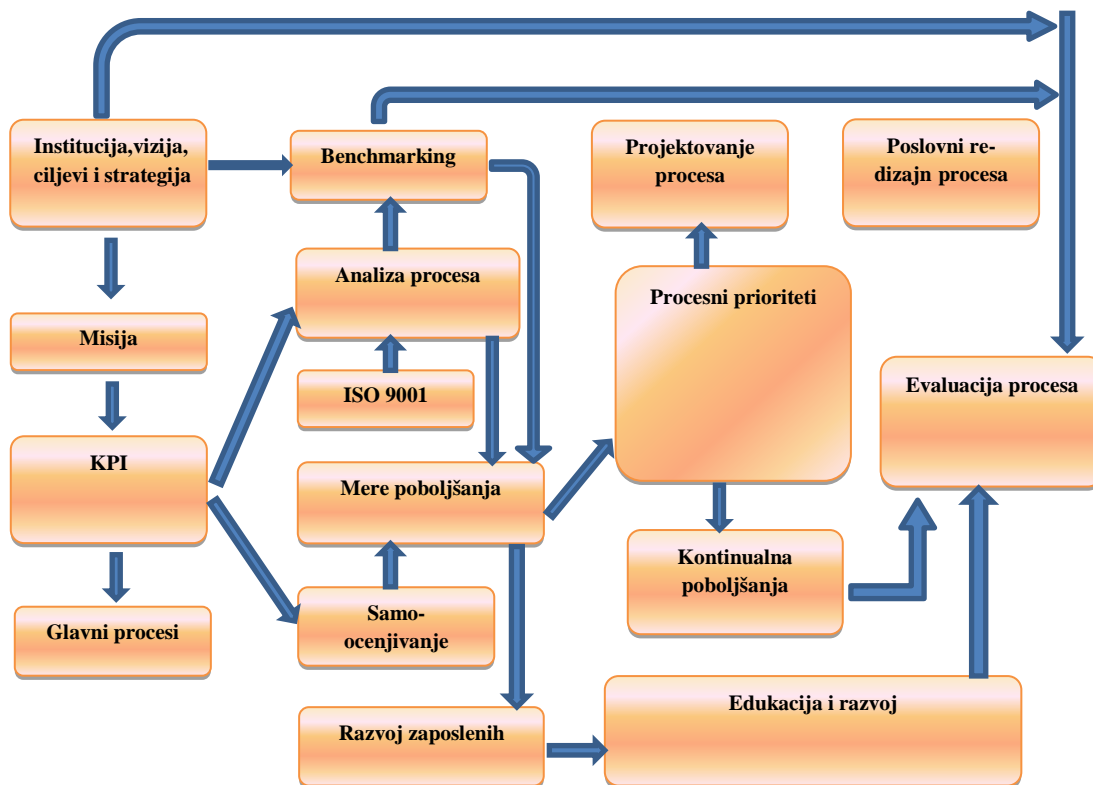 Institucija,vizija,
ciljevi i strategija
Benchmarking
Projektovanje
procesa
Poslovni re-
dizajn procesa
Analiza procesa
Procesni prioriteti
Misija
ISO 9001
Evaluacija procesa
KPI
Mere poboljšanja
Kontinualna
poboljšanja
Glavni procesi
Samo-
ocenjivanje
Razvoj zaposlenih
Edukacija i razvoj